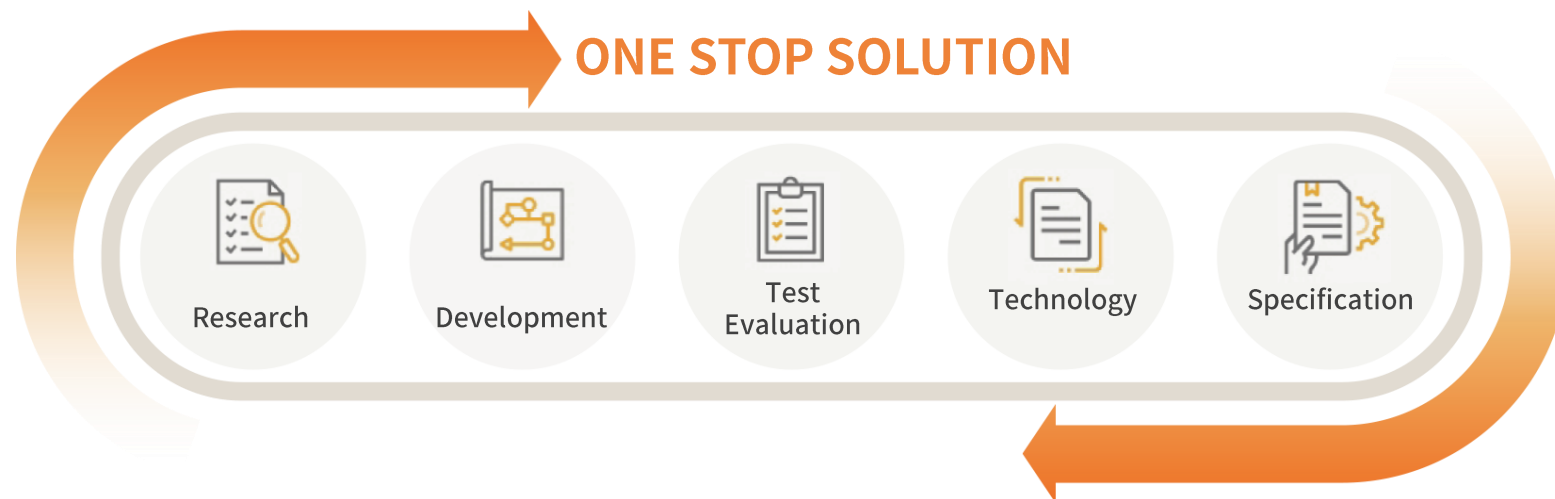 ONE STOP SOLUTION
Research
Development
Test
Evaluation
Technology
Specification